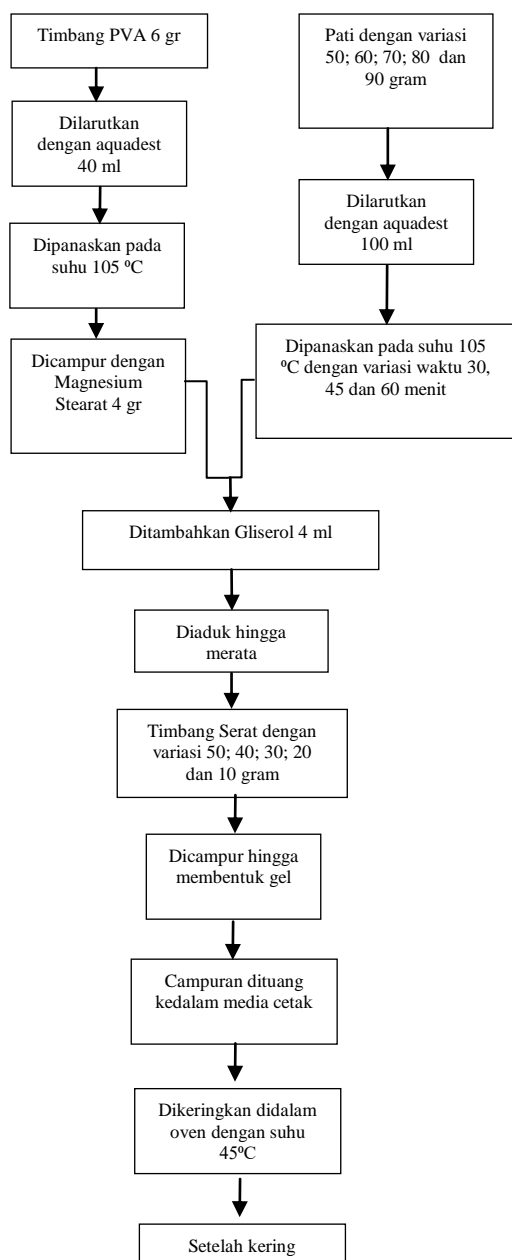 Timbang PVA 6 gr
Dilarutkan
dengan aquadest
40 ml
Dipanaskan pada
suhu 105 ⁰C
Dicampur dengan
Magnesium
Stearat 4 gr
Pati dengan variasi
50; 60; 70; 80 dan
90 gram
Dilarutkan
dengan aquadest
100 ml
Dipanaskan pada suhu 105
⁰C dengan variasi waktu 30,
45 dan 60 menit
Ditambahkan Gliserol 4 ml
Diaduk hingga
merata
Timbang Serat dengan
variasi 50; 40; 30; 20
dan 10 gram
Dicampur hingga
membentuk gel
Campuran dituang
kedalam media cetak
Dikeringkan didalam
oven dengan suhu
45⁰C
Setelah kering